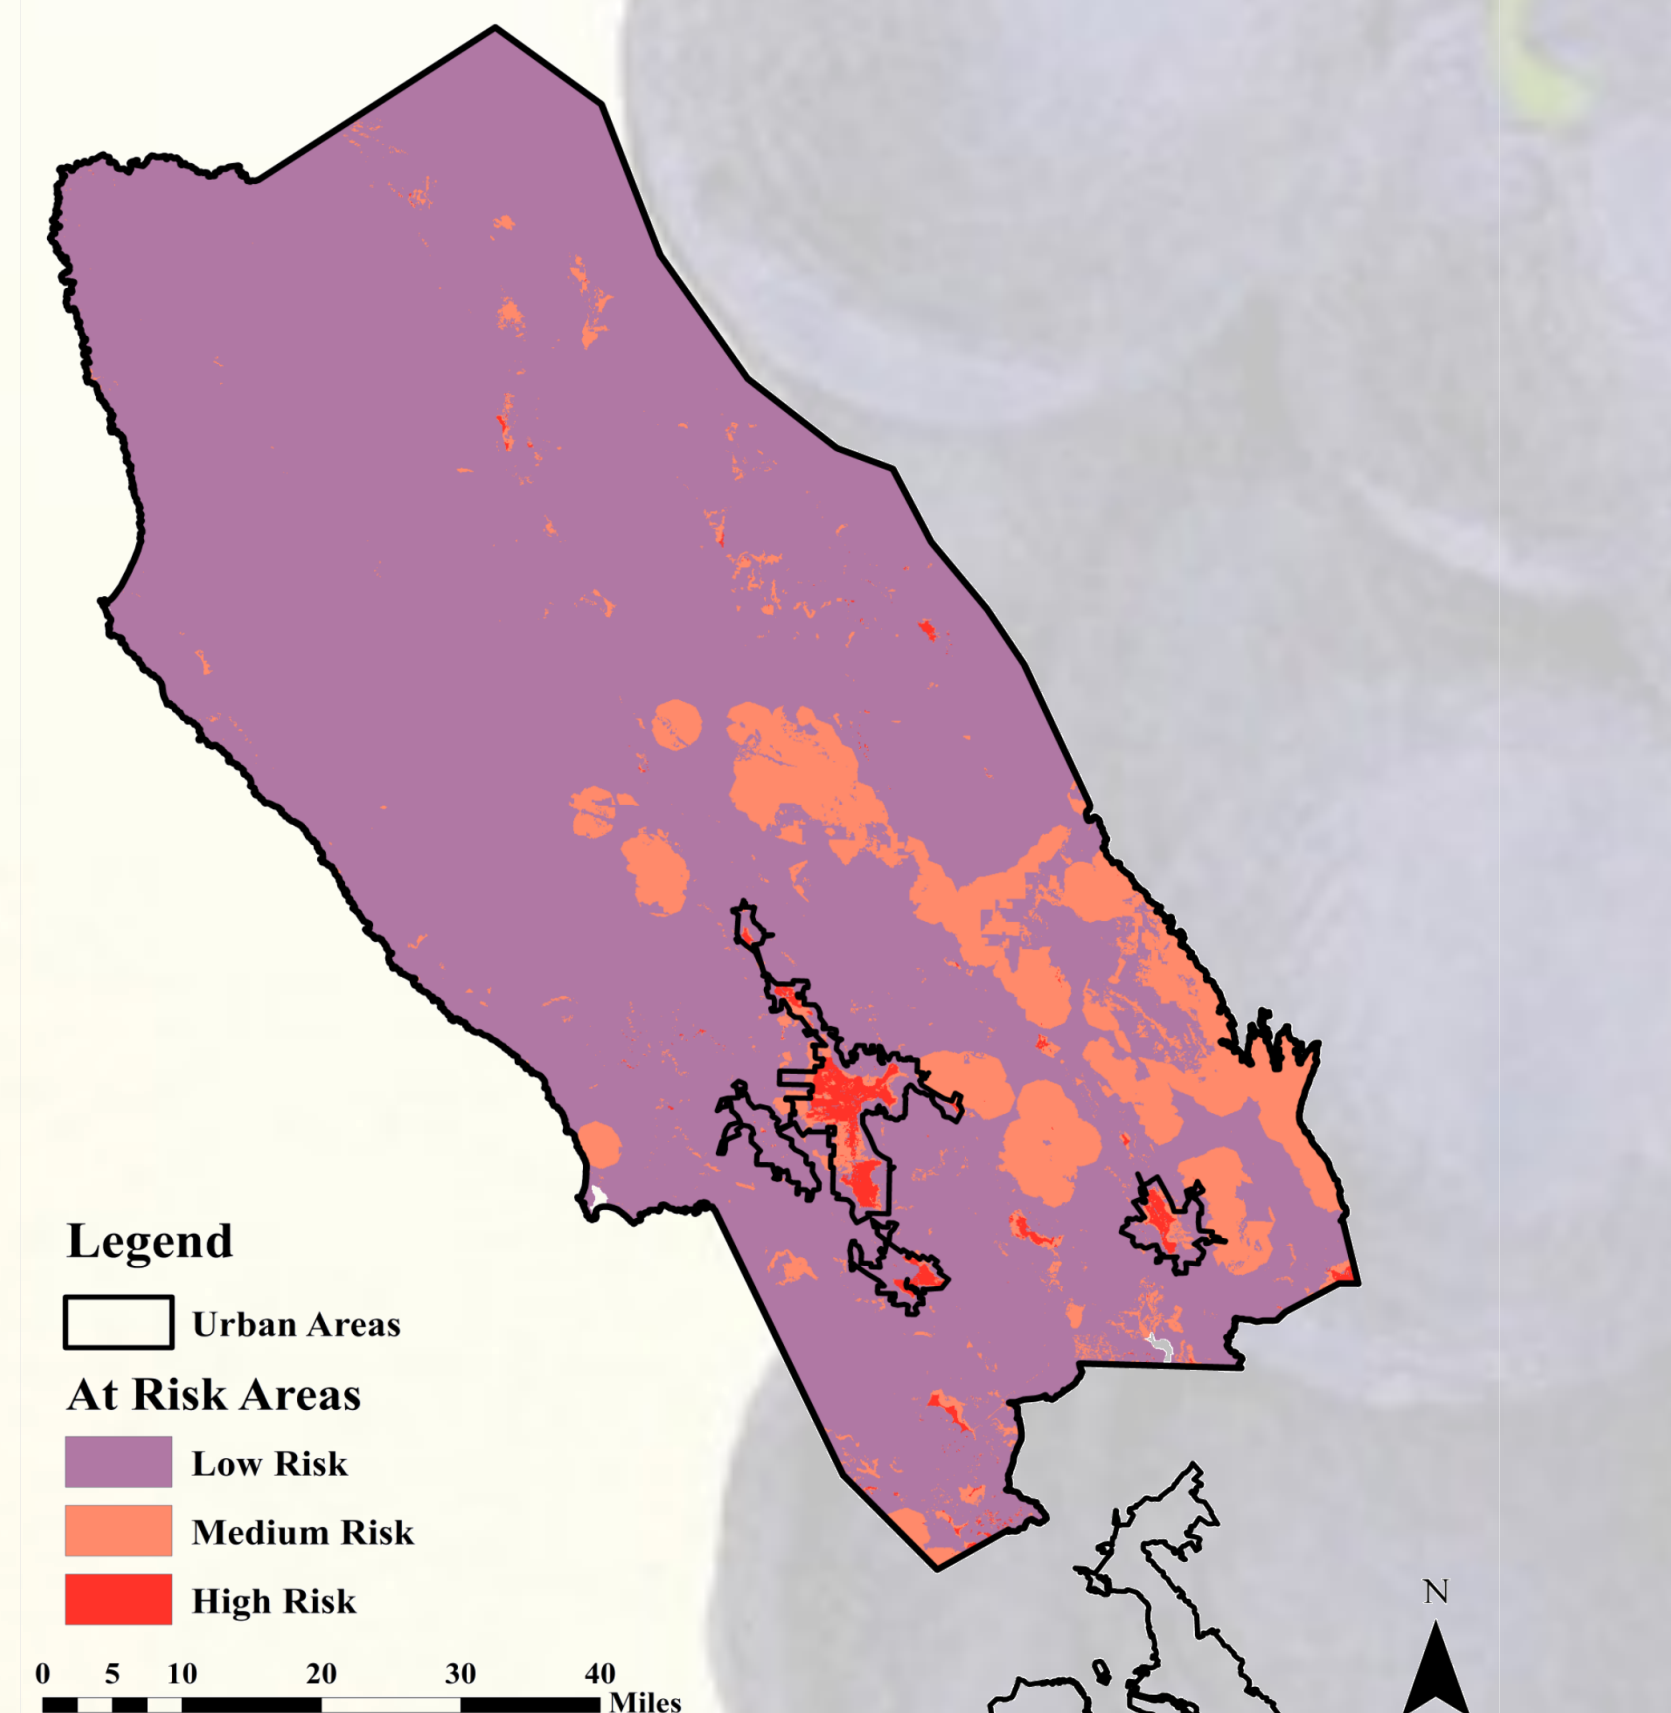 Legend
Urban Areas
At Risk Areas
Low Risk
Medium Risk
High Risk
0 5 10 20 30 40
Miles
N